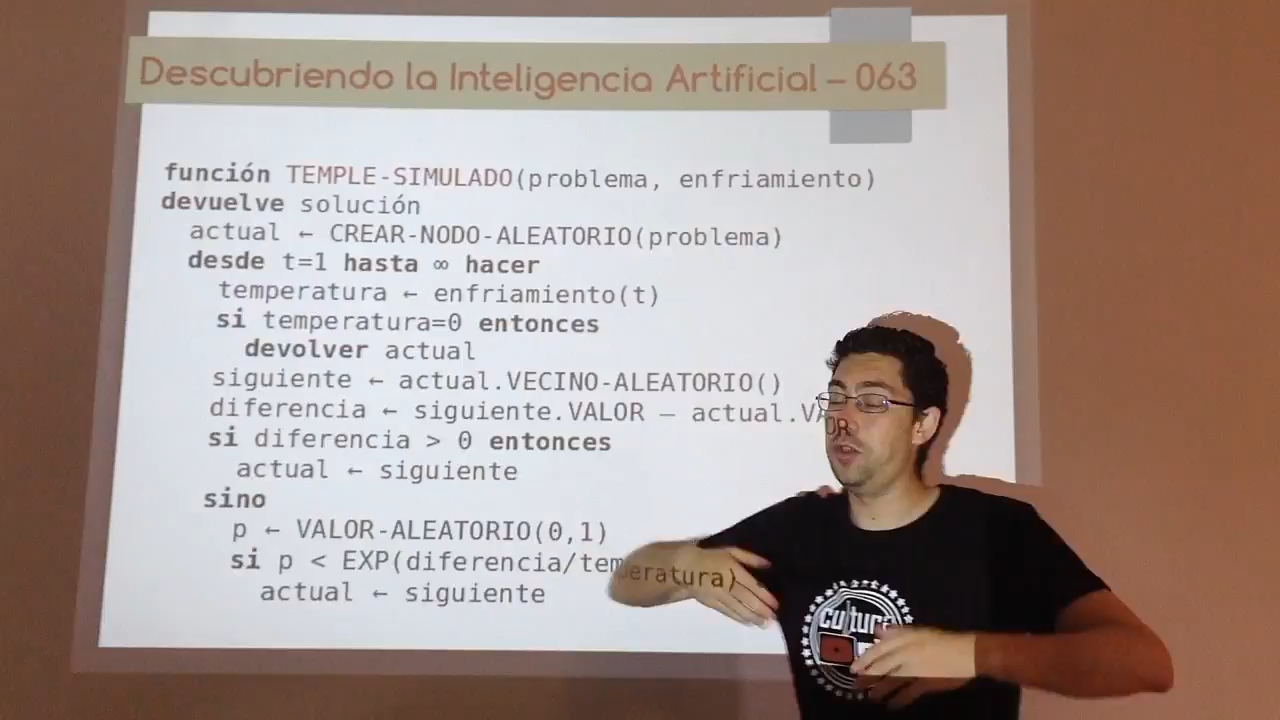 Descubriendo la Inteligencia Artificial – 063
función TEMPLE-SIMULADO(problema, enfriamiento)
devuelve solución
actual ← CREAR-NODO-ALEATORIO(problema)
desde t=1 hasta ∞ hacer
temperatura ← enfriamiento(t)
si temperatura=0 entonces
devolver actual
siguiente ← actual.VECINO-ALEATORIO()
diferencia ← siguiente.VALOR – actual.VALOR
si diferencia > 0 entonces
actual ← siguiente
sino
p ← VALOR-ALEATORIO(0,1)
si p < EXP(diferencia/temperatura)
actual ← siguiente